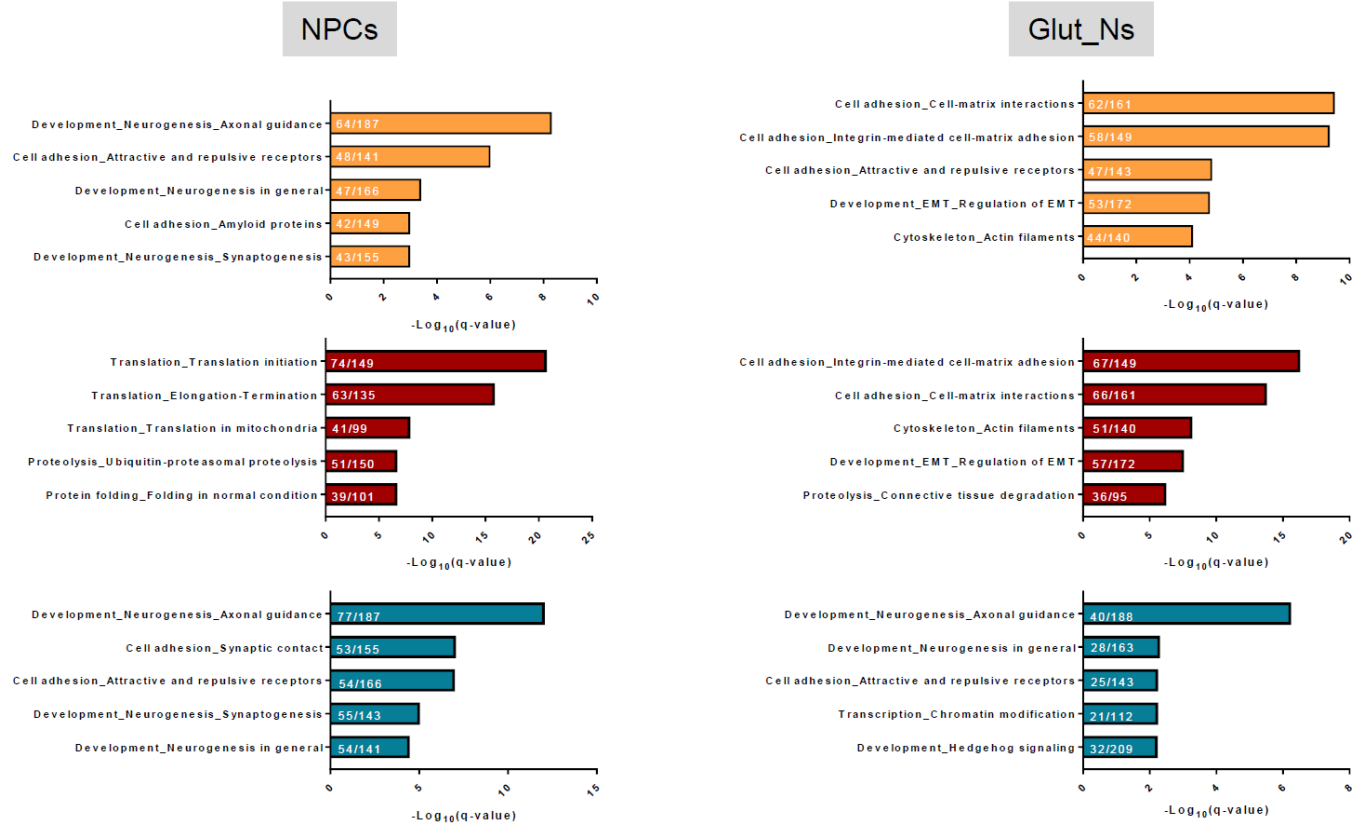 NPCs
Development_Neurogenesis_Axonal guidance 64/187
Cell adhesion_Attractive and repulsive receptors 48/141
Development_Neurogenesis in general 47/166
Cell adhesion_Amyloid proteins 42/149
Development_Neurogenesis_Synaptogenesis 43/155
0 2 4 6 8 10
-Log10(q-value)
Translation_Translation initiation 74/149
Translation_Elongation-Termination 63/135
Translation_Translation in mitochondria 41/99
Proteolysis_Ubiquitin-proteasomal proteolysis 51/150
Protein folding_Folding in normal condition 39/101
0 5 10 15 20 25
-Log10(q-value)
Development_Neurogenesis_Axonal guidance 77/187
Cell adhesion_Synaptic contact 53/155
Cell adhesion_Attractive and repulsive receptors 54/166
Development_Neurogenesis_Synaptogenesis 55/143
Development_Neurogenesis in general 54/141
0 5 10 15
-Log10(q-value)
Glut_Ns
Cell adhesion_Cell-matrix interactions 62/161
Cell adhesion_Integrin-mediated cell-matrix adhesion 58/149
Cell adhesion_Attractive and repulsive receptors 47/143
Development_EMT_Regulation of EMT 53/172
Cytoskeleton_Actin filaments 44/140
0 2 4 6 8 10
-Log10(q-value)
Cell adhesion_Integrin-mediated cell-matrix adhesion 67/149
Cell adhesion_Cell-matrix interactions 66/161
Cytoskeleton_Actin filaments 51/140
Development_EMT_Regulation of EMT 57/172
Proteolysis_Connective tissue degradation 36/95
0 5 10 15 20
-Log10(q-value)
Development_Neurogenesis_Axonal guidance 40/188
Development_Neurogenesis in general 28/163
Cell adhesion_Attractive and repulsive receptors 25/143
Transcription_Chromatin modification 21/112
Development_Hedgehog signaling 32/209
0 2 4 6 8
-Log10(q-value)